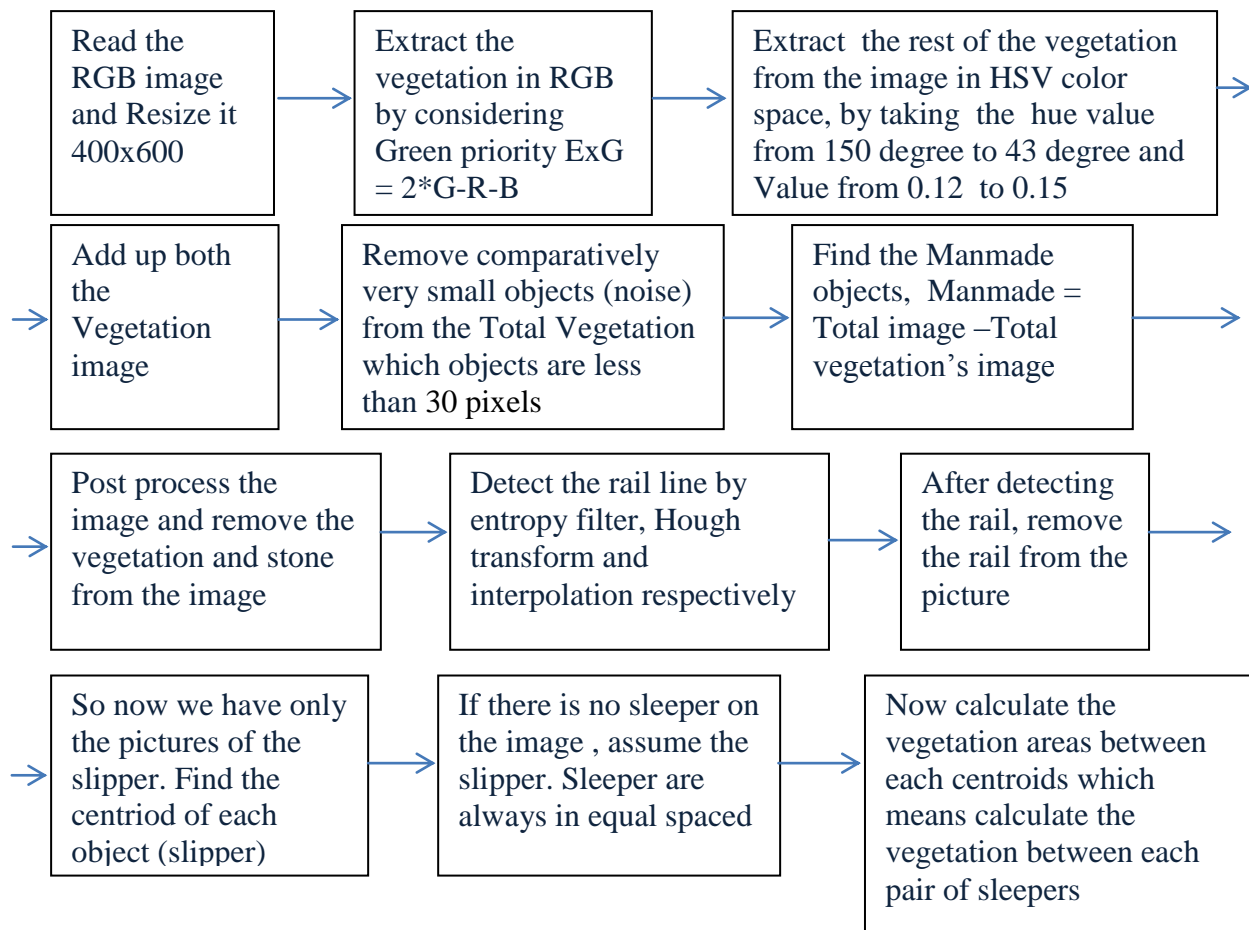 Read the
RGB image
and Resize it
400x600
Extract the
vegetation in RGB
by considering
Green priority ExG
= 2*G-R-B
Extract the rest of the vegetation
from the image in HSV color
space, by taking the hue value
from 150 degree to 43 degree and
Value from 0.12 to 0.15
Add up both
the
Vegetation
image
Remove comparatively
very small objects (noise)
from the Total Vegetation
which objects are less
than 30 pixels
Find the Manmade
objects, Manmade =
Total image –Total
vegetation’s image
Post process the
image and remove the
vegetation and stone
from the image
Detect the rail line by
entropy filter, Hough
transform and
interpolation respectively
After detecting
the rail, remove
the rail from the
picture
So now we have only
the pictures of the
slipper. Find the
centriod of each
object (slipper)
If there is no sleeper on
the image , assume the
slipper. Sleeper are
always in equal spaced
Now calculate the
vegetation areas between
each centroids which
means calculate the
vegetation between each
pair of sleepers